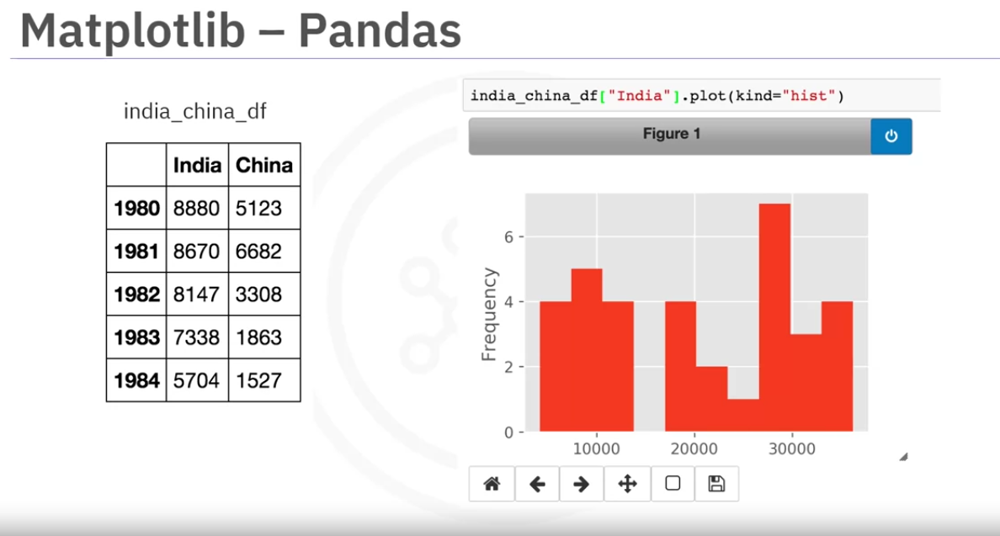 Matplotlib – Pandas
india_china_df
India China
1980 8880 5123
1981 8670 6682
1982 8147 3308
1983 7338 1863
1984 5704 1527
india_china_df["India"].plot(kind="hist")
Figure 1
Frequency
6
4
2
0
10000 20000 30000